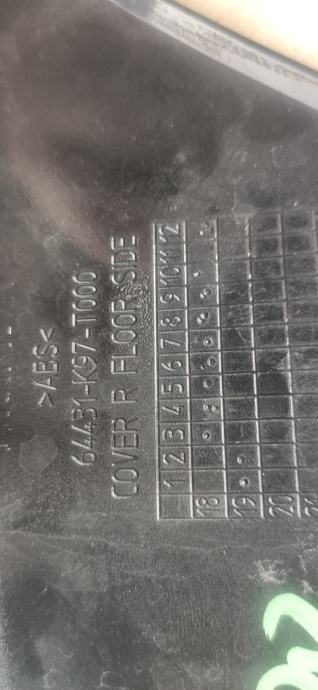 >ABS<
64431-K97-T000
COVER R FLOOR SIDE
1 2 3 4 5 6 7 8 9 10 11 12
18
19
20